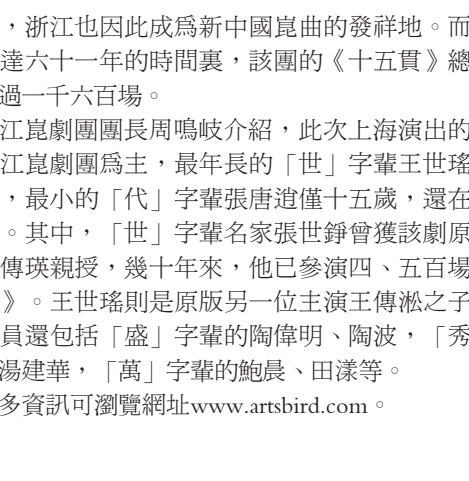 ，浙江也因此成爲新中國崑曲的發祥地。而
達六十一年的時間裏，該團的《十五貫》總
過一千六百場。
江崑劇團團長周鳴岐介紹，此次上海演出的
江崑劇團爲主，最年長的「世」字輩王世瑤
，最小的「代」字輩張唐逍僅十五歲，還在
。其中，「世」字輩名家張世錚曾獲該劇原
傳瑛親授，幾十年來，他已參演四、五百場
》。王世瑤則是原版另一位主演王傳淞之子
員還包括「盛」字輩的陶偉明、陶波，「秀
湯建華，「萬」字輩的鮑晨、田漾等。
多資訊可瀏覽網址www.artsbird.com。